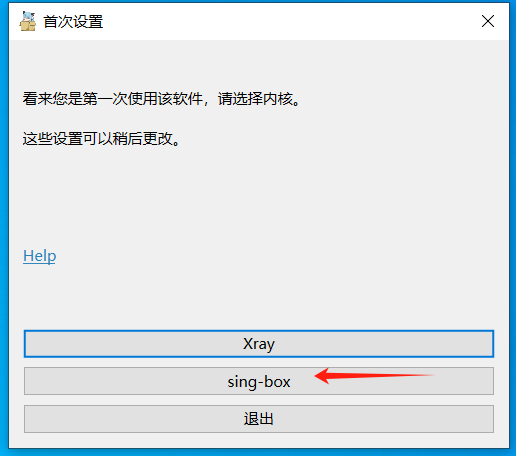 首次设置
看来您是第一次使用该软件，请选择内核。
这些设置可以稍后更改。
Help
Xray
sing-box
退出